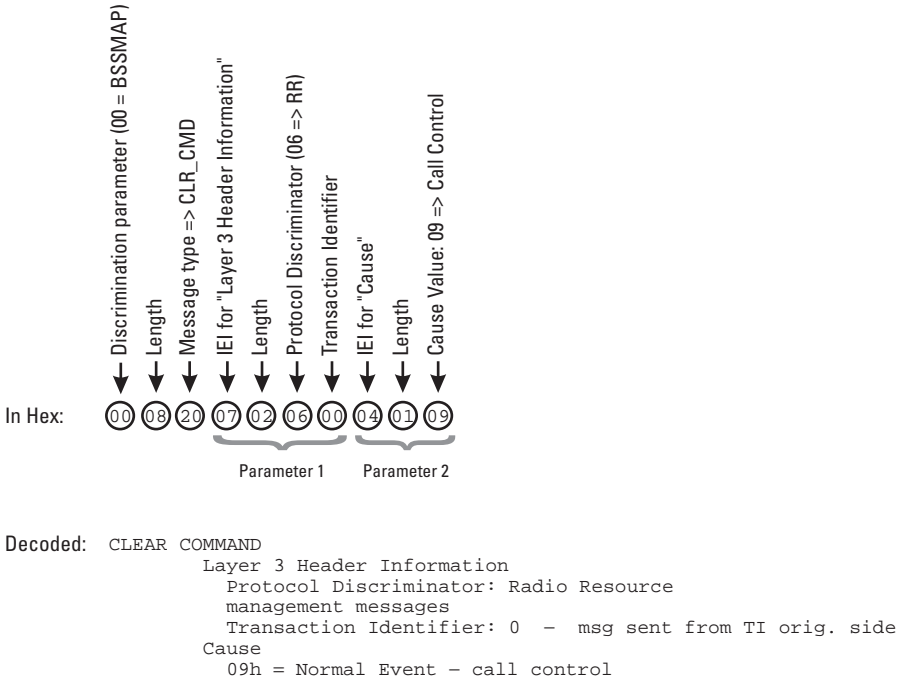 Discrimination parameter (00 = BSSMAP)
Length
Message type => CLR_CMD
IEI for "Layer 3 Header Information"
Length
Protocol Discriminator (06 => RR)
Transaction Identifier
IEI for "Cause"
Length
Cause Value: 09 => Call Control
In Hex: 00 08 20 07 02 06 00 04 01 09
Parameter 1 Parameter 2
Decoded: CLEAR COMMAND
Layer 3 Header Information
Protocol Discriminator: Radio Resource
management messages
Transaction Identifier: 0 – msg sent from TI orig. side
Cause
09h = Normal Event – call control